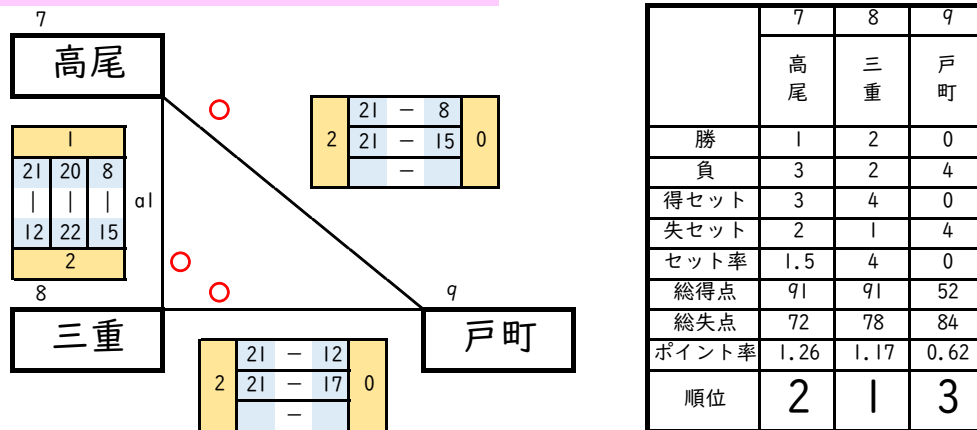 7
高尾
1
21 20 8
| | |
12 22 15
2
a1
8
三重
21 － 8
2 21 － 15 0
－
9
戸町
21 － 12
2 21 － 17 0
－
7 8 9
高尾 三重 戸町
勝 1 2 0
負 3 2 4
得セット 3 4 0
失セット 2 1 4
セット率 1.5 4 0
総得点 91 91 52
総失点 72 78 84
ポイント率 1.26 1.17 0.62
順位 2 1 3